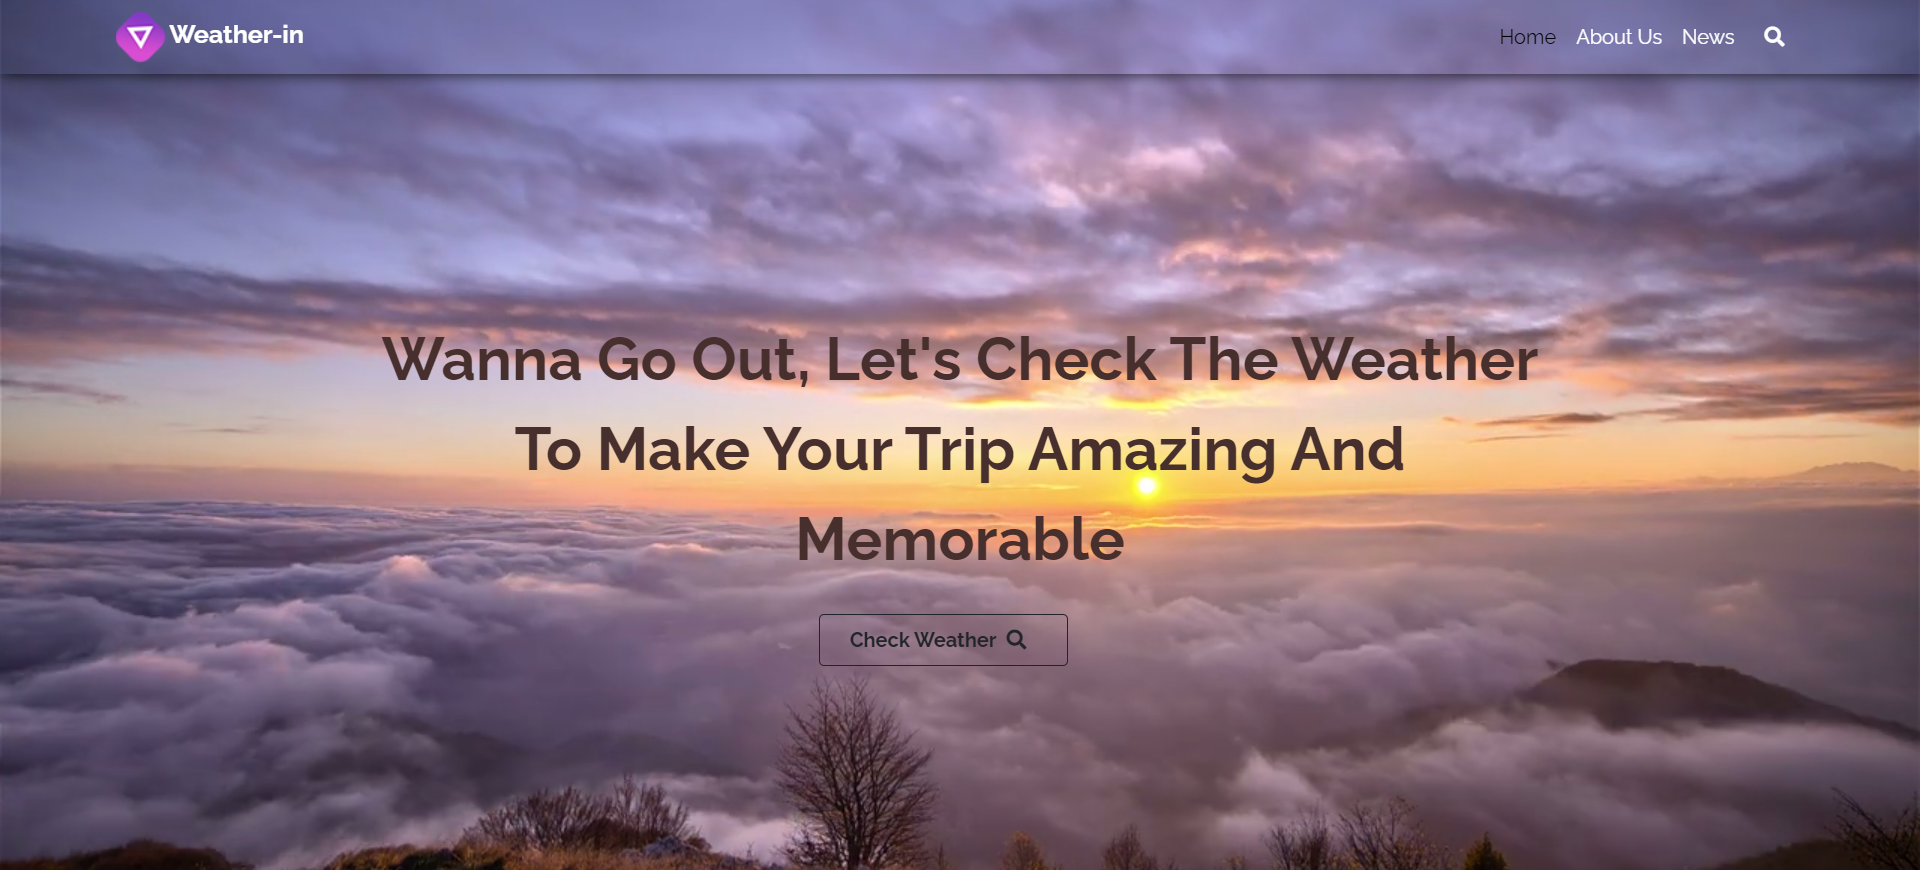 Weather-in
Home About Us News
Wanna Go Out, Let's Check The Weather
To Make Your Trip Amazing And
Memorable
Check Weather